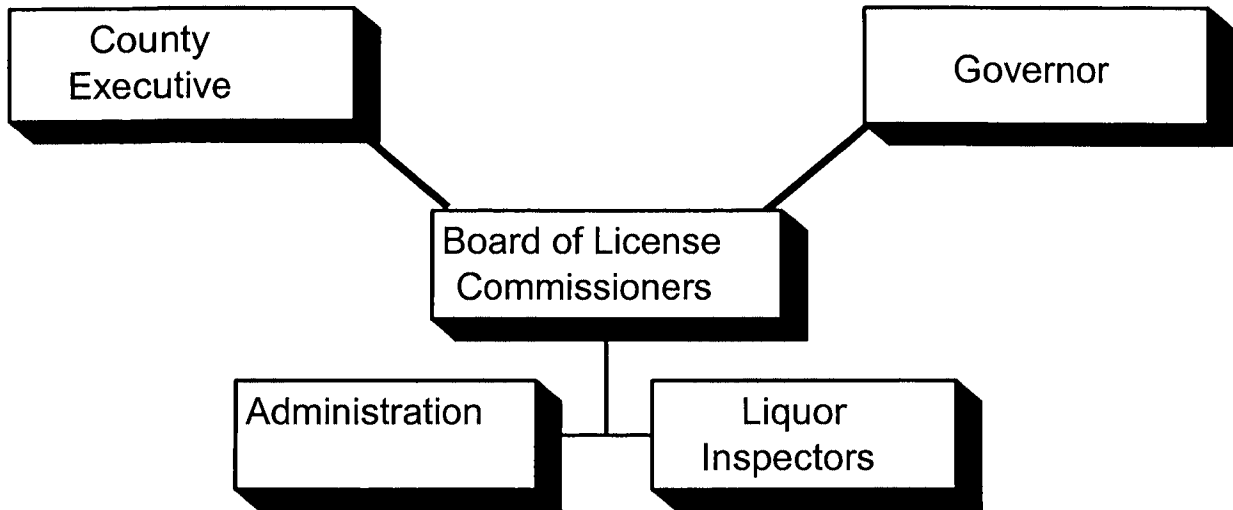 County
Executive
Governor
Board of License
Commissioners
Administration
Liquor
Inspectors